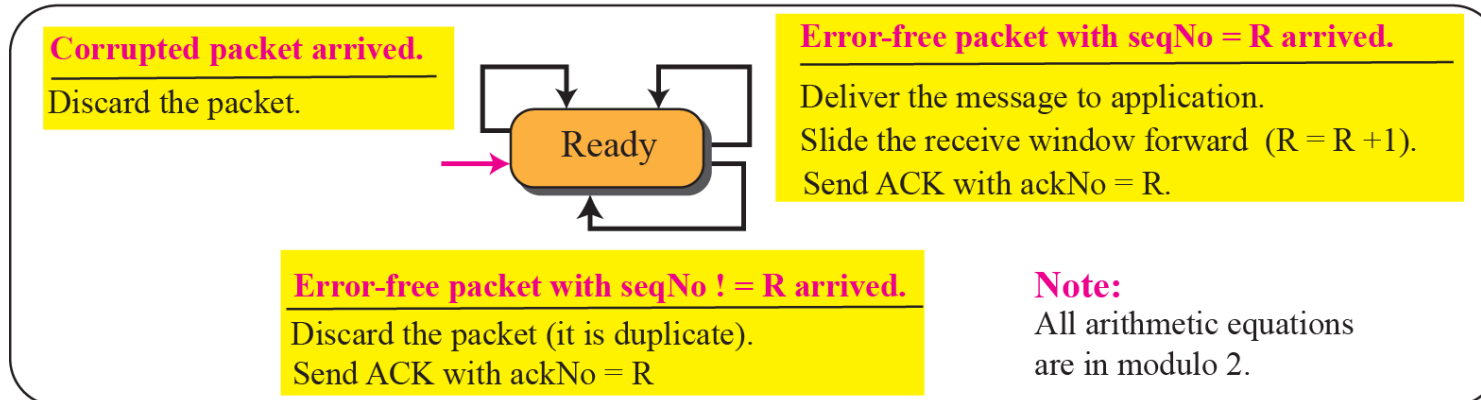 Corrupted packet arrived.
Discard the packet.
Ready
Error-free packet with seqNo = R arrived.
Deliver the message to application.
Slide the receive window forward  (R = R +1).
Send ACK with ackNo = R.
Error-free packet with seqNo ! = R arrived.
Discard the packet (it is duplicate).
Send ACK with ackNo = R
Note:
All arithmetic equations
are in modulo 2.